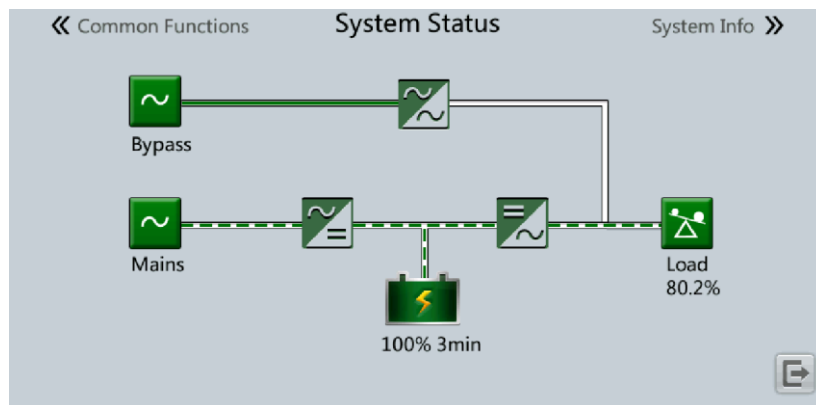 Common Functions
System Status
System Info
Bypass
Mains
Load
80.2%
100% 3min